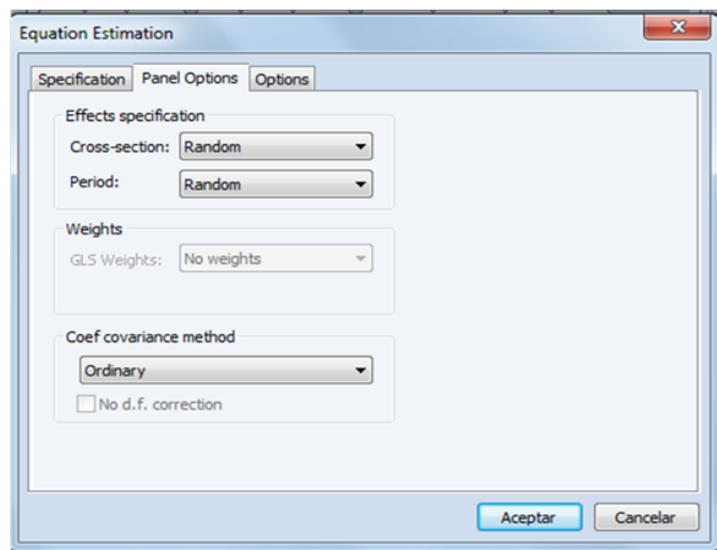 Equation Estimation
Specification Panel Options Options
Effects specification
Cross-section: Random
Period: Random
Weights
GLS Weights: No weights
Coef covariance method
Ordinary
No d.f. correction
Aceptar Cancelar